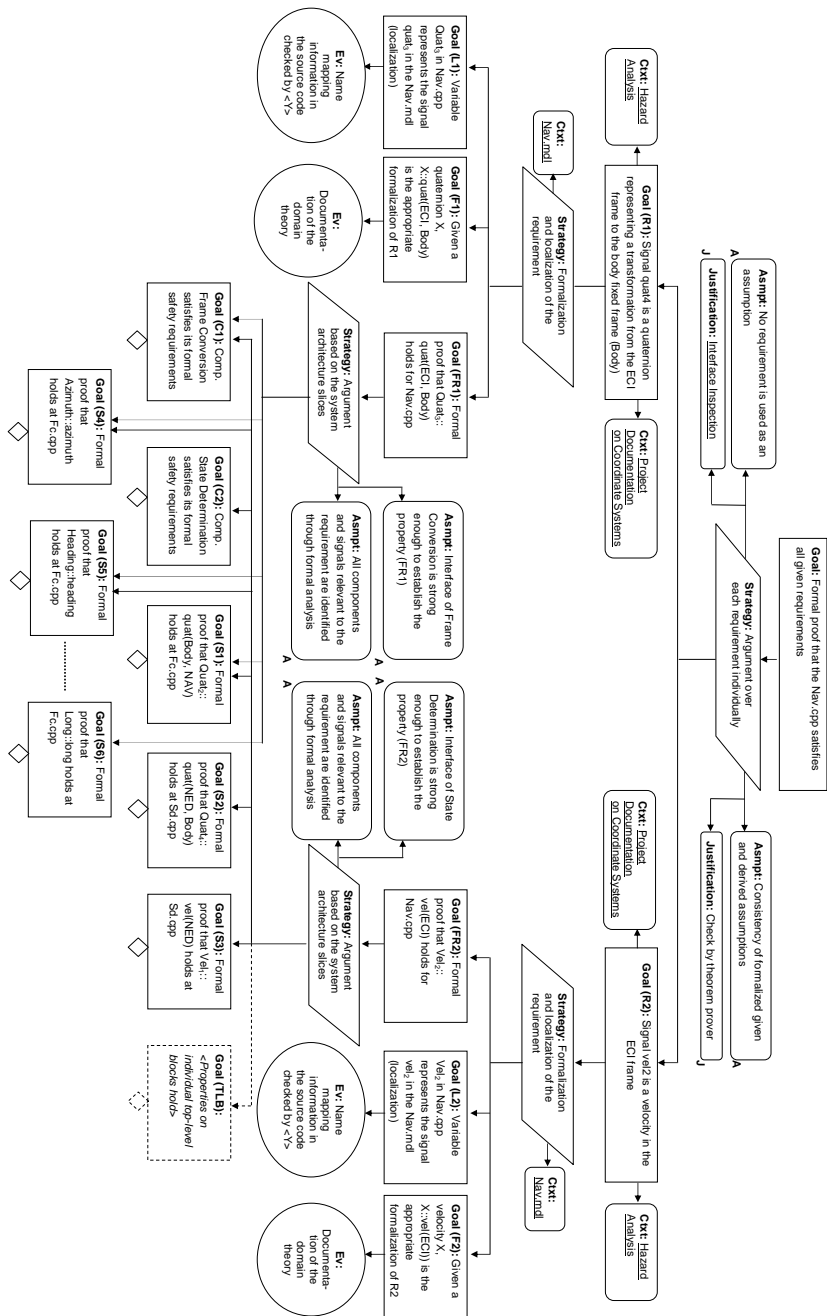 Goal: Formal proof that the Nav.cpp satisfies
all given requirements
Strategy: Argument over
each requirement individually
Asmpt: No requirement is used as an
assumption
A
Justification: Interface Inspection
J
Asmpt: Consistency of formalized given
and derived assumptions
A
Justification: Check by theorem prover
J
Ctxt: Hazard
Analysis
Goal (R1): Signal quat4 is a quaternion
representing a transformation from the ECI
frame to the body fixed frame (Body)
Ctxt: Project
Documentation
on Coordinate Systems
Ctxt: Project
Documentation
on Coordinate Systems
Goal (R2): Signal vel2 is a velocity in the
ECI frame
Ctxt: Hazard
Analysis
Ctxt:
Nav.mdl
Strategy: Formalization
and localization of the
requirement
Strategy: Formalization
and localization of the
requirement
Ctxt:
Nav.mdl
Goal (L1): Variable
Quat₃ in Nav.cpp
represents the signal
quat₃ in the Nav.mdl
(localization)
Goal (F1): Given a
quaternion X,
X::quat(ECI, Body)
is the appropriate
formalization of R1
Goal (FR1): Formal
proof that Quat₃::
quat(ECI, Body)
holds for Nav.cpp
Asmpt: Interface of Frame
Conversion is strong
enough to establish the
property (FR1)
A
Asmpt: Interface of State
Determination is strong
enough to establish the
property (FR2)
A
Goal (FR2): Formal
proof that Vel₂::
vel(ECI) holds for
Nav.cpp
Goal (L2): Variable
Vel₂ in Nav.cpp
represents the signal
vel₂ in the Nav.mdl
(localization)
Goal (F2): Given a
velocity X,
X::vel(ECI)) is the
appropriate
formalization of R2
Ev: Name
mapping
information in
the source code
checked by <Y>
Ev:
Documenta-
tion of the
domain
theory
Strategy: Argument
based on the system
architecture slices
Asmpt: All components
and signals relevant to the
requirement are identified
through formal analysis
A
Asmpt: All components
and signals relevant to the
requirement are identified
through formal analysis
A
Strategy: Argument
based on the system
architecture slices
Ev: Name
mapping
information in
the source code
checked by <Y>
Ev:
Documenta-
tion of the
domain
theory
Goal (C1): Comp.
Frame Conversion
satisfies its formal
safety requirements
Goal (C2): Comp.
State Determination
satisfies its formal
safety requirements
Goal (S1): Formal
proof that Quat₂::
quat(Body, NAV)
holds at Fc.cpp
Goal (S2): Formal
proof that Quat₄::
quat(NED, Body)
holds at Sd.cpp
Goal (S3): Formal
proof that Vel₁::
vel(NED) holds at
Sd.cpp
Goal (TLB):
<Properties on
individual top-level
blocks hold>
Goal (S4): Formal
proof that
Azimuth::azimuth
holds at Fc.cpp
Goal (S5): Formal
proof that
Heading::heading
holds at Fc.cpp
Goal (S6): Formal
proof that
Long::long holds at
Fc.cpp